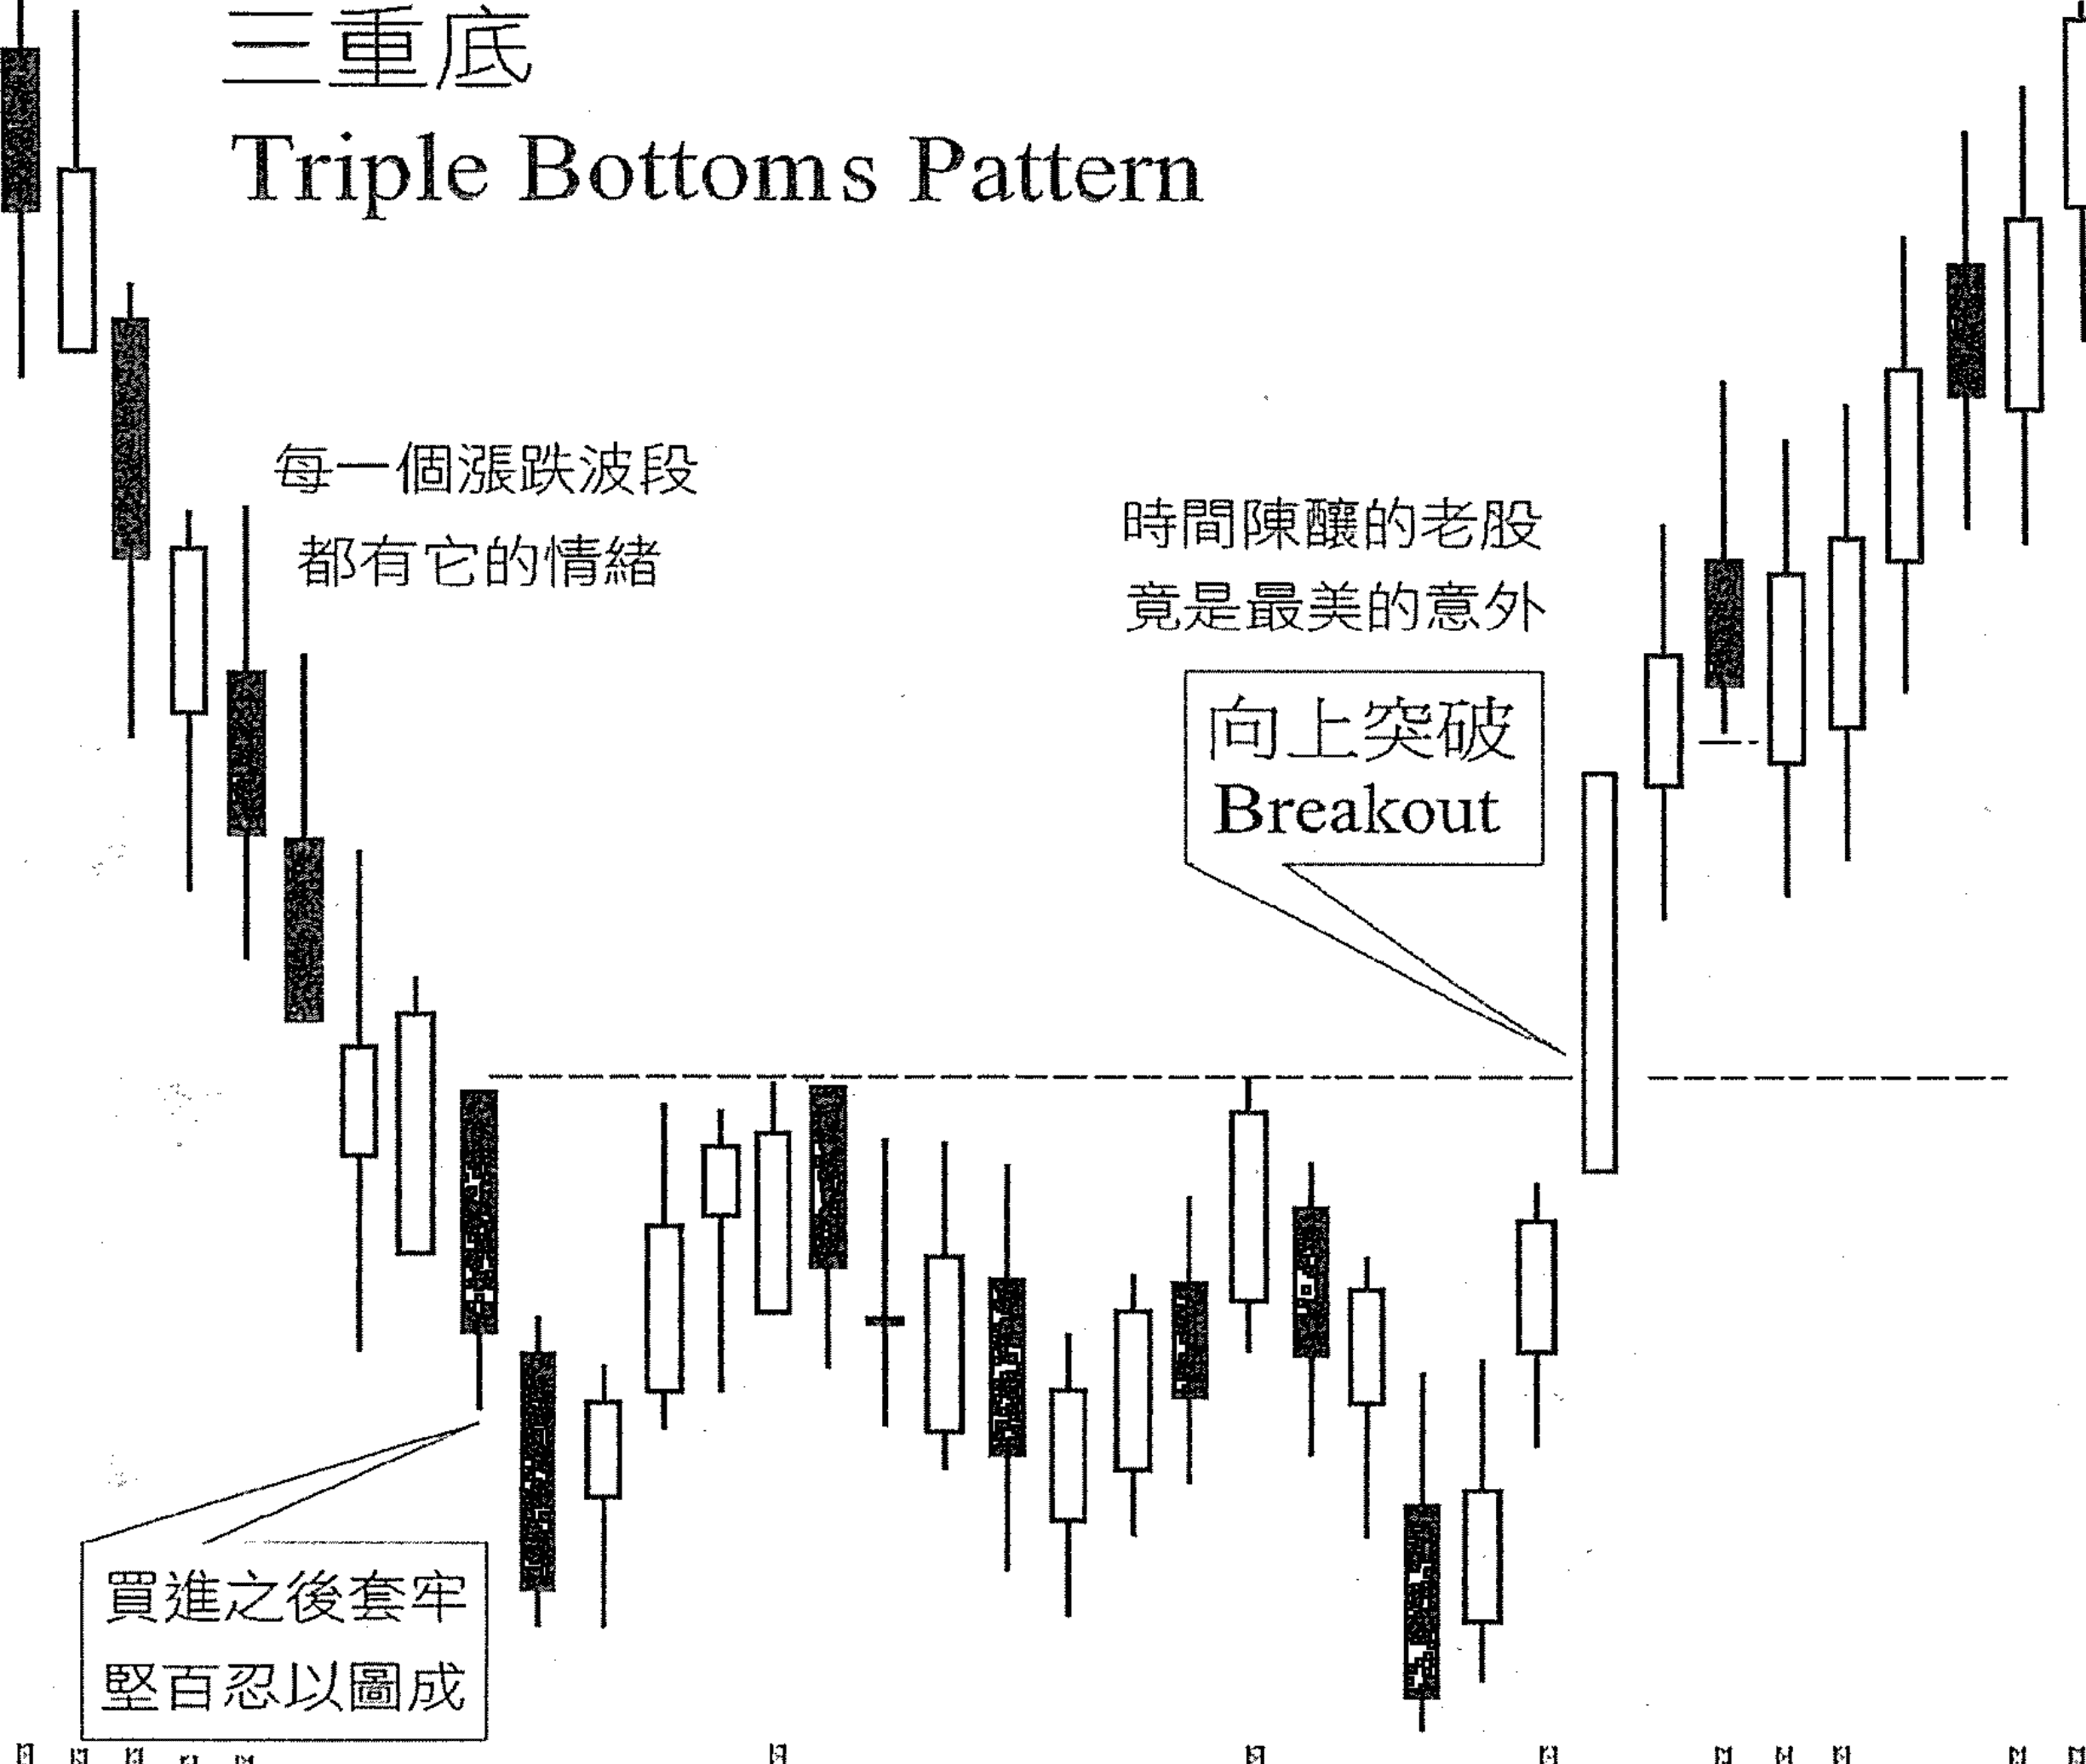 三重底
Triple Bottoms Pattern
每一個漲跌波段
都有它的情緒
時間陳釀的老股
竟是最美的意外
向上突破
Breakout
買進之後套牢
堅百忍以圖成